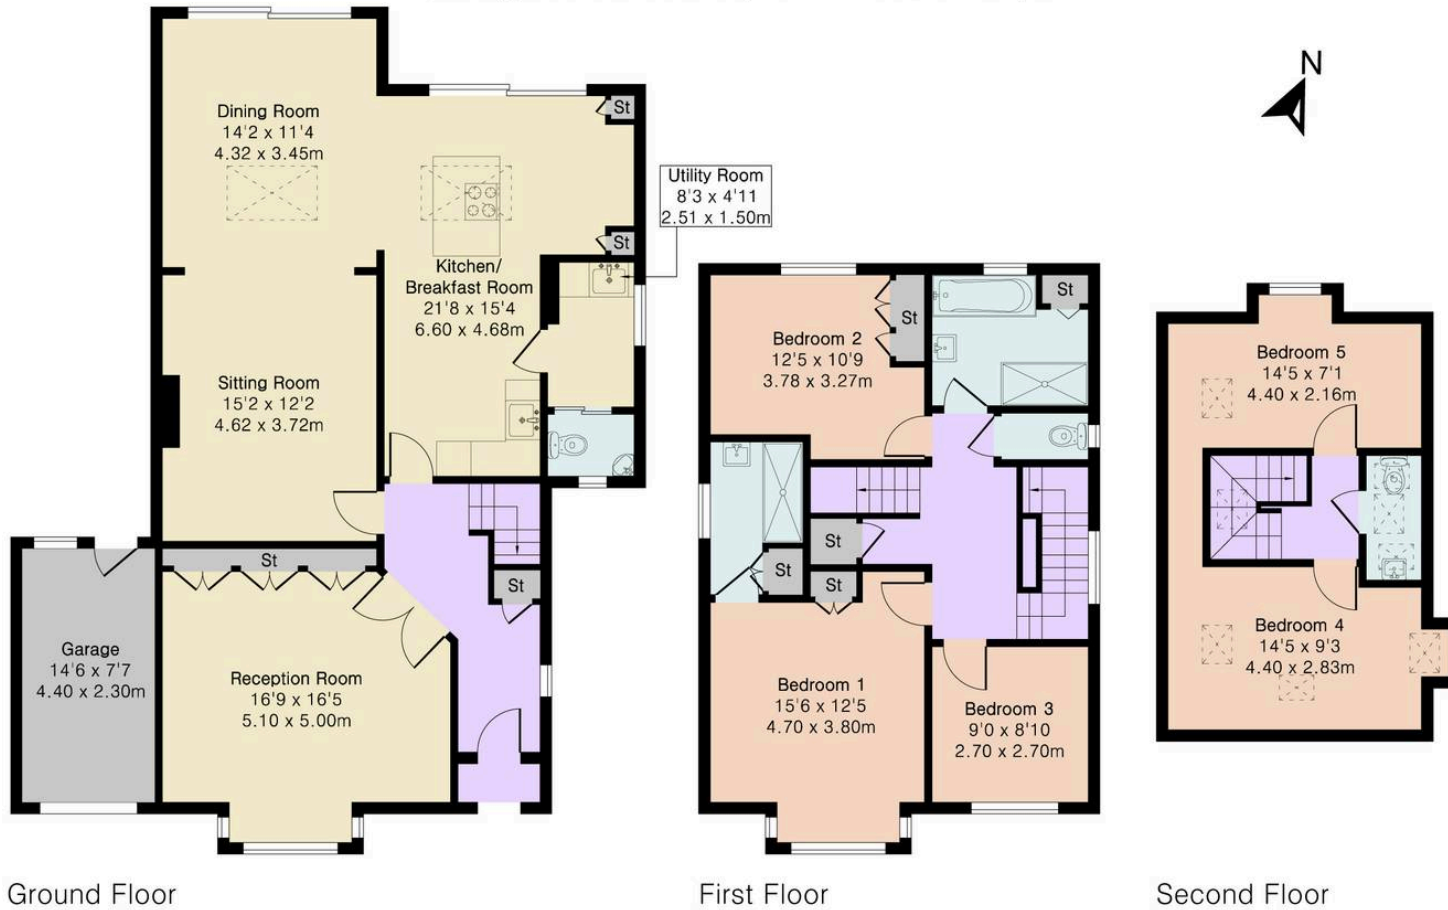 N
Dining Room
14'2 x 11'4
4.32 x 3.45m
St
Utility Room
8'3 x 4'11
2.51 x 1.50m
St
Kitchen/
Breakfast Room
21'8 x 15'4
6.60 x 4.68m
Sitting Room
15'2 x 12'2
4.62 x 3.72m
St
St
Garage
14'6 x 7'7
4.40 x 2.30m
Reception Room
16'9 x 16'5
5.10 x 5.00m
Ground Floor
Bedroom 2
12'5 x 10'9
3.78 x 3.27m
St
St
St
St
St
Bedroom 1
15'6 x 12'5
4.70 x 3.80m
Bedroom 3
9'0 x 8'10
2.70 x 2.70m
First Floor
Bedroom 5
14'5 x 7'1
4.40 x 2.16m
Bedroom 4
14'5 x 9'3
4.40 x 2.83m
Second Floor